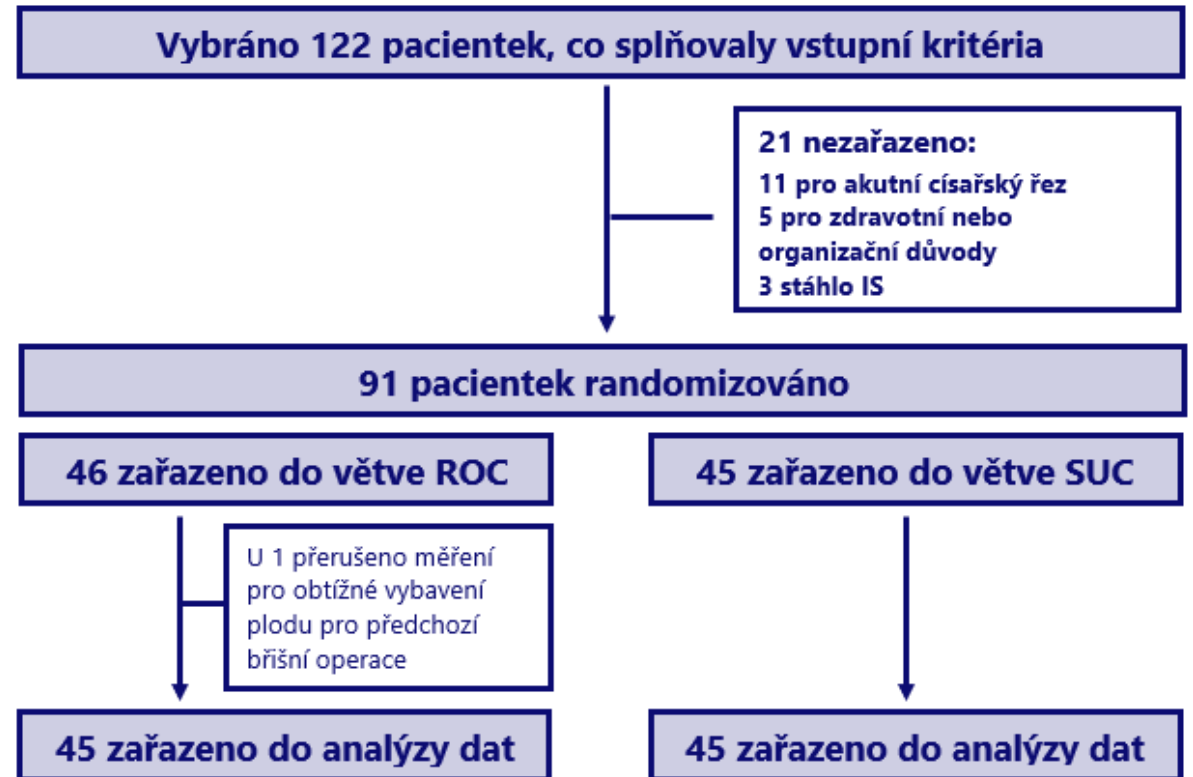 Vybráno 122 pacientek, co splňovaly vstupní kritéria
21 nezařazeno:
11 pro akutní císařský řez
5 pro zdravotní nebo
organizační důvody
3 stáhlo IS
91 pacientek randomizováno
46 zařazeno do větve ROC
45 zařazeno do větve SUC
U 1 přerušeno měření
pro obtížné vybavení
plodu pro předchozí
břišní operace
45 zařazeno do analýzy dat
45 zařazeno do analýzy dat